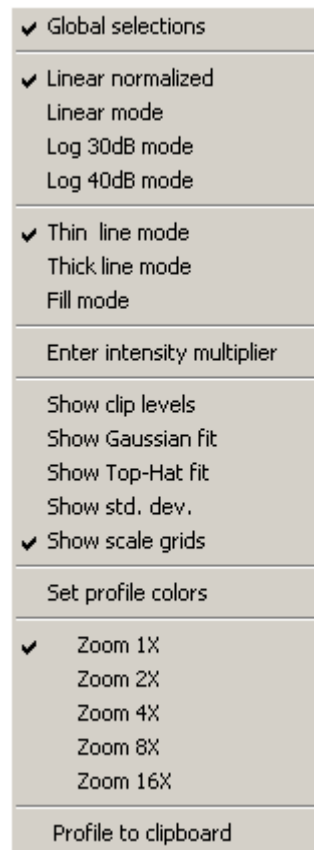 Global selections
Linear normalized
Linear mode
Log 30dB mode
Log 40dB mode
Thin line mode
Thick line mode
Fill mode
Enter intensity multiplier
Show clip levels
Show Gaussian fit
Show Top-Hat fit
Show std. dev.
Show scale grids
Set profile colors
Zoom 1X
Zoom 2X
Zoom 4X
Zoom 8X
Zoom 16X
Profile to clipboard